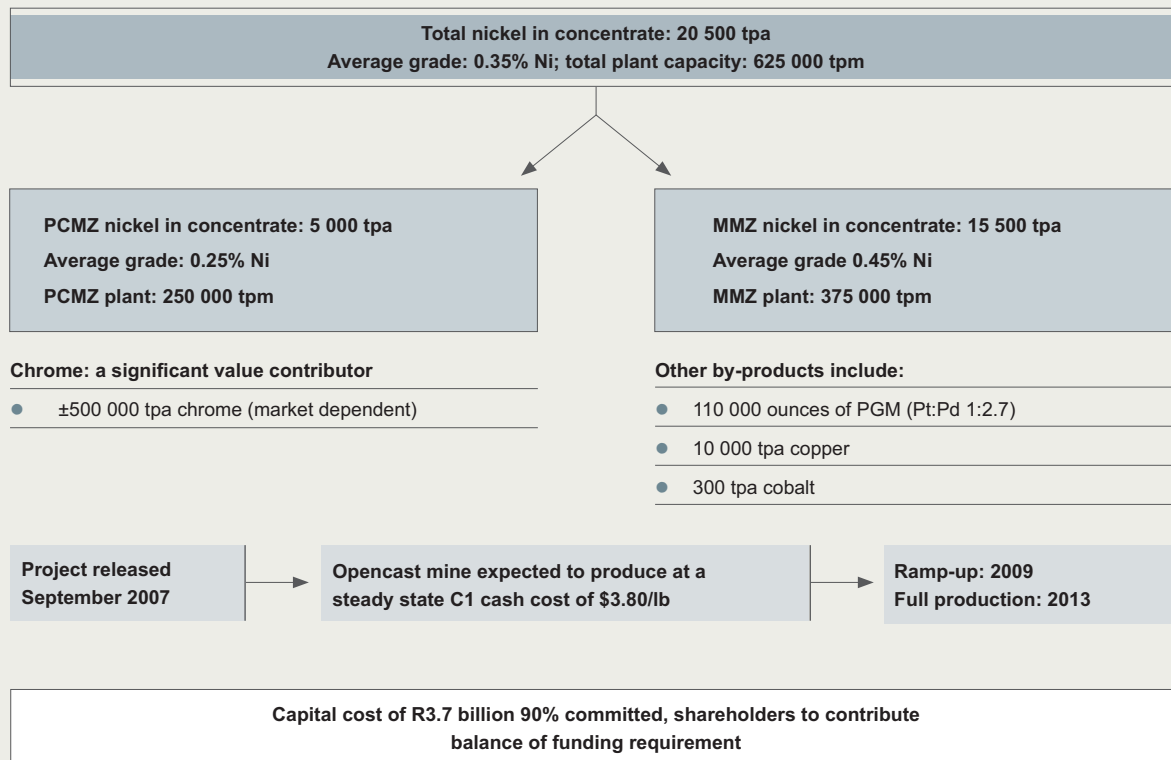 Total nickel in concentrate: 20 500 tpa
Average grade: 0.35% Ni; total plant capacity: 625 000 tpm
PCMZ nickel in concentrate: 5 000 tpa
Average grade: 0.25% Ni
PCMZ plant: 250 000 tpm
MMZ nickel in concentrate: 15 500 tpa
Average grade 0.45% Ni
MMZ plant: 375 000 tpm
Chrome: a significant value contributor
● ±500 000 tpa chrome (market dependent)
Other by-products include:
● 110 000 ounces of PGM (Pt:Pd 1:2.7)
● 10 000 tpa copper
● 300 tpa cobalt
Project released
September 2007
Opencast mine expected to produce at a
steady state C1 cash cost of $3.80/lb
Ramp-up: 2009
Full production: 2013
Capital cost of R3.7 billion 90% committed, shareholders to contribute
balance of funding requirement